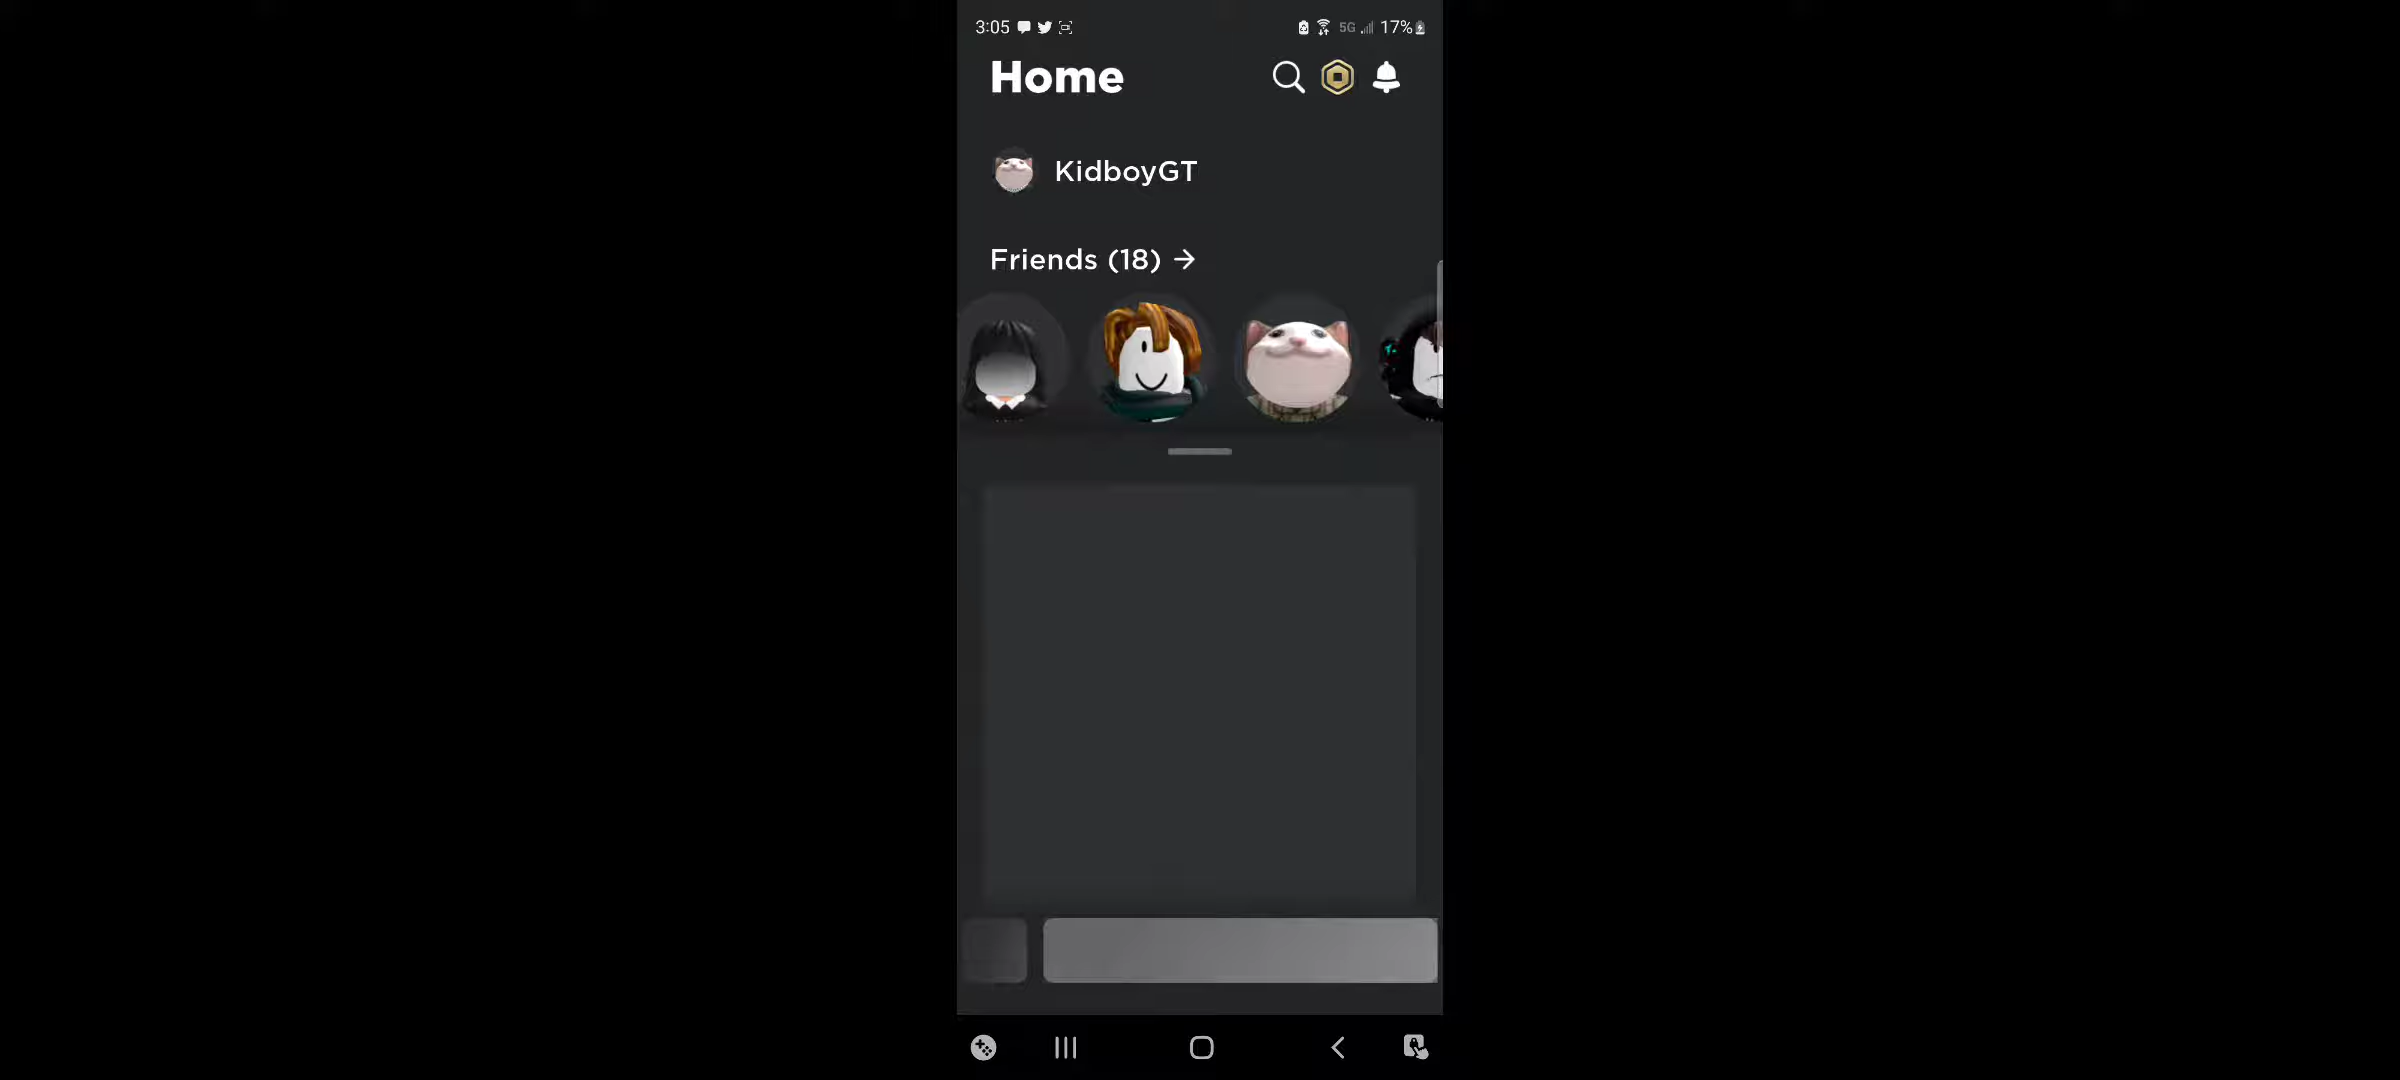 3:05 5G 17%
Home
KidboyGT
Friends (18) →